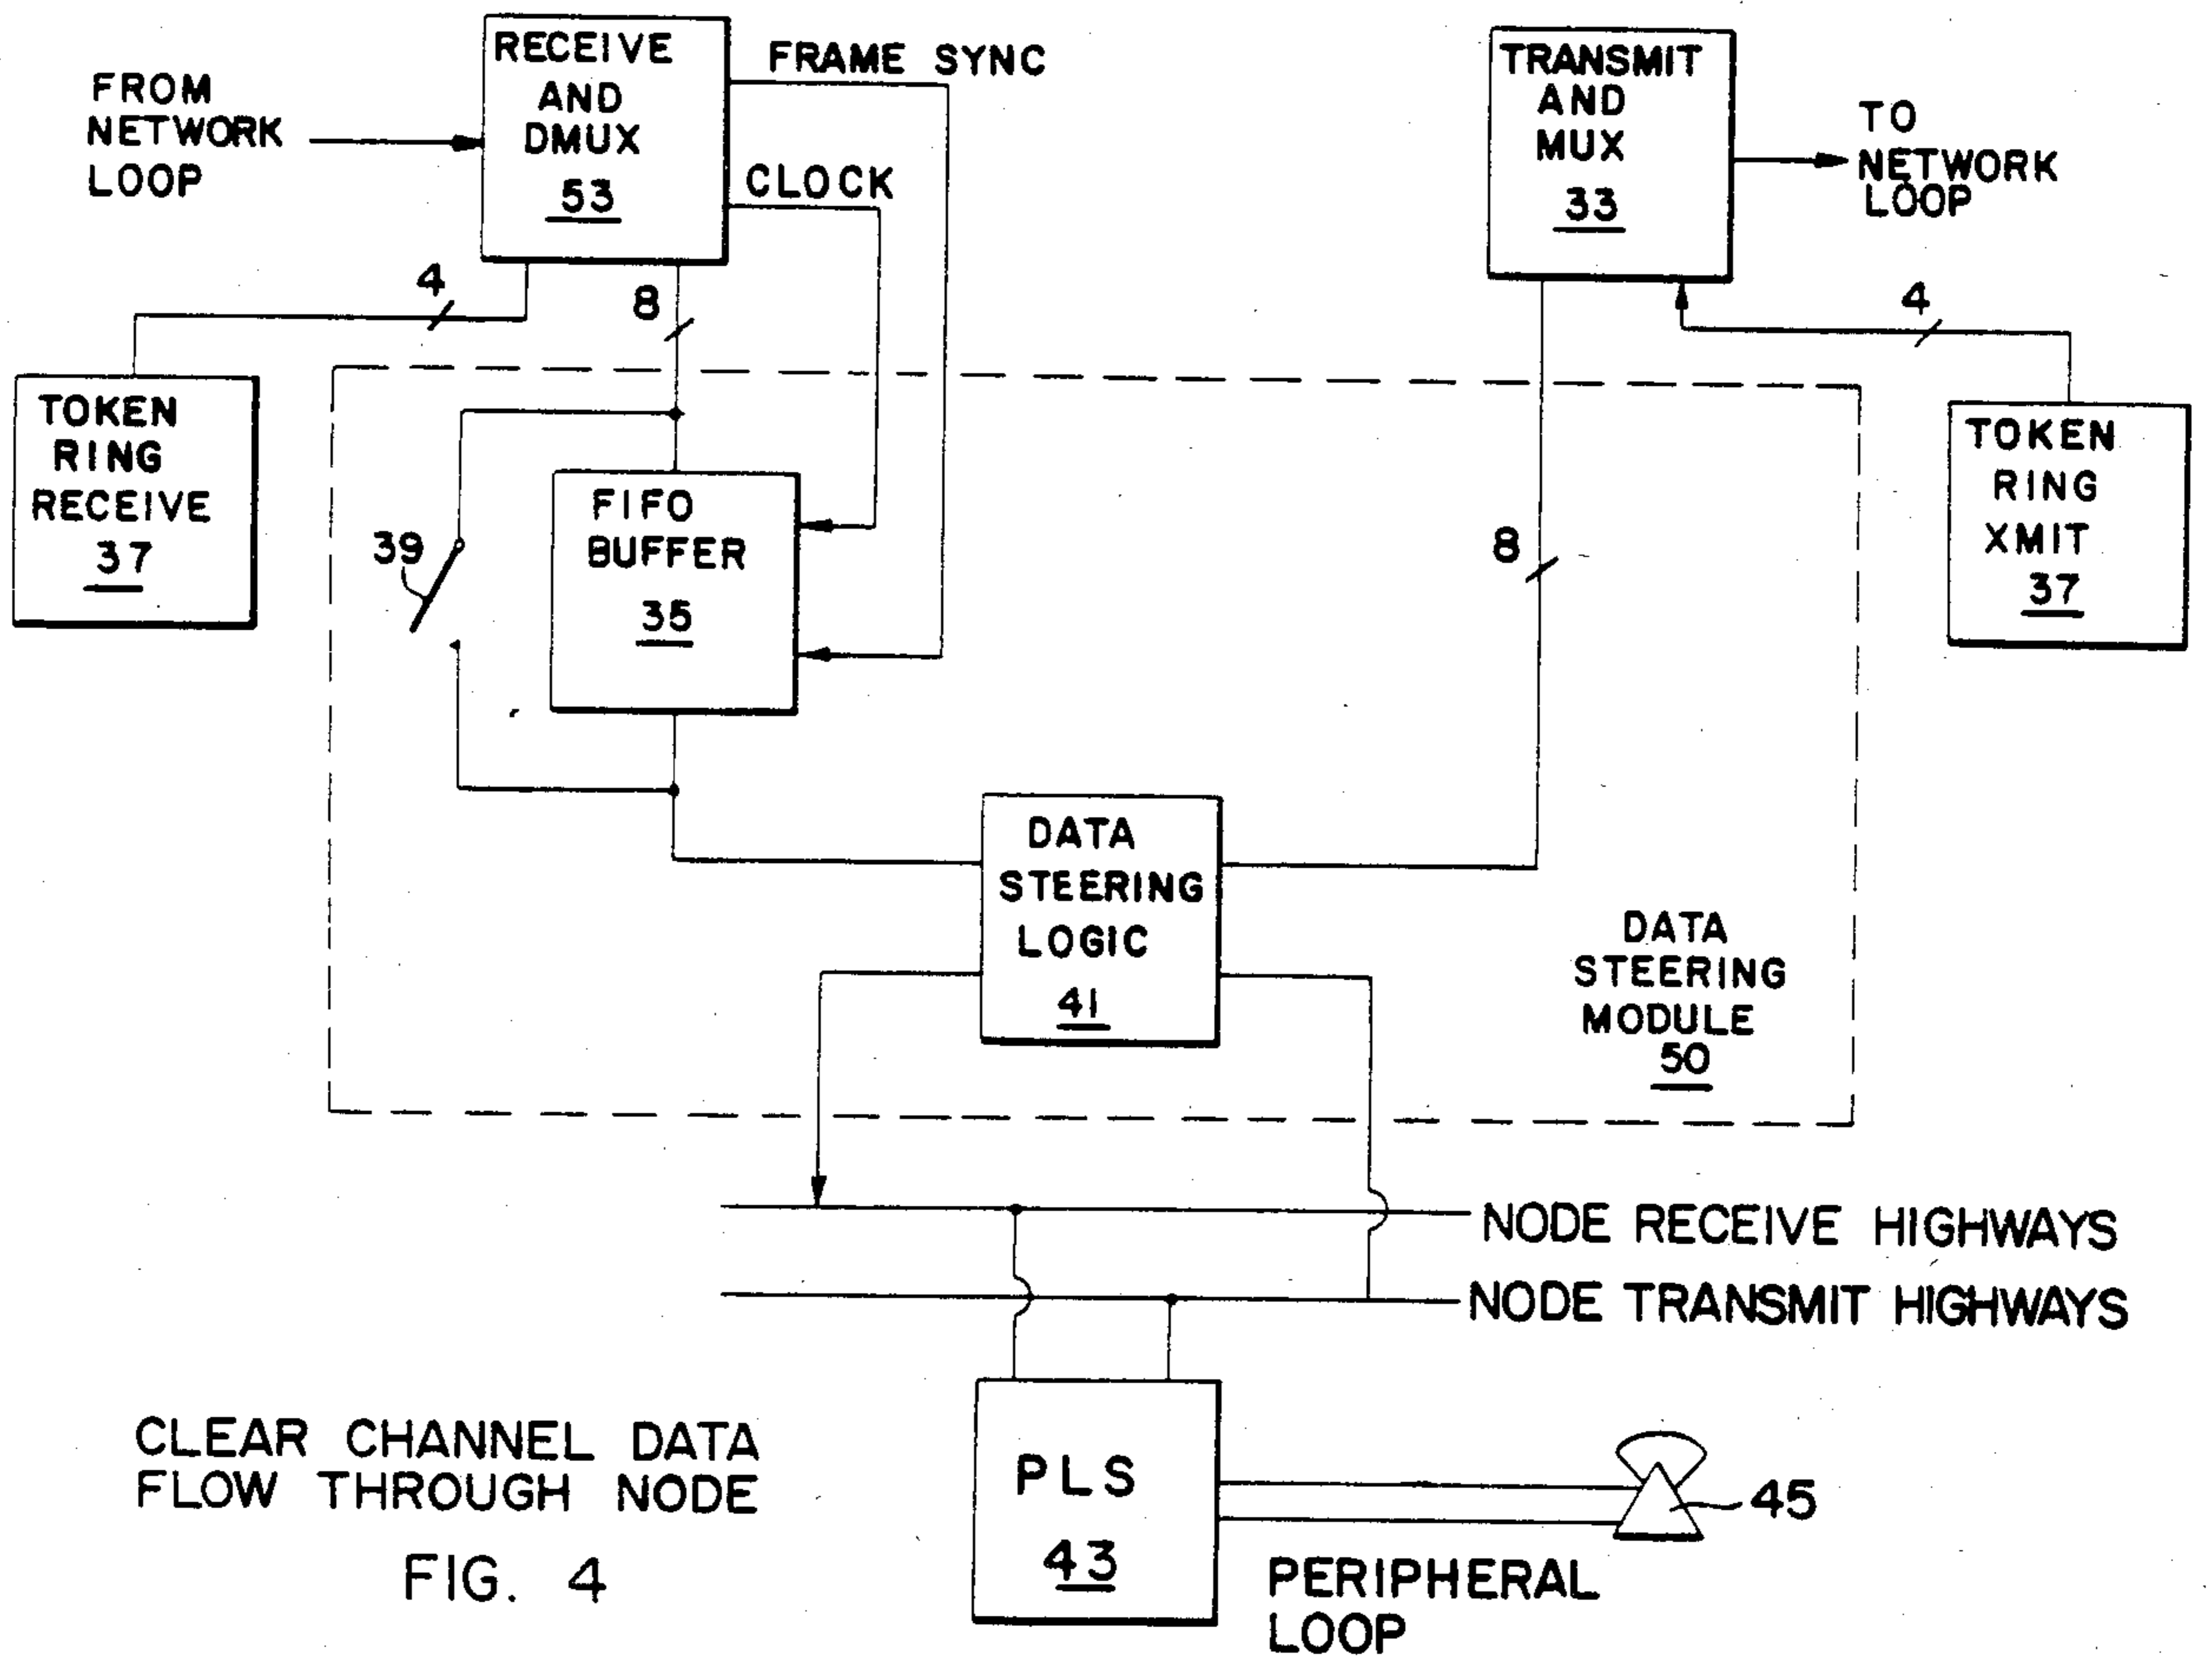 FROM
NETWORK
LOOP
RECEIVE
AND
DMUX
53
FRAME SYNC
CLOCK
TRANSMIT
AND
MUX
33
TO
NETWORK
LOOP
4
8
4
TOKEN
RING
RECEIVE
37
39
FIFO
BUFFER
35
8
TOKEN
RING
XMIT
37
DATA
STEERING
LOGIC
41
DATA
STEERING
MODULE
50
NODE RECEIVE HIGHWAYS
NODE TRANSMIT HIGHWAYS
PLS
43
45
PERIPHERAL
LOOP
CLEAR CHANNEL DATA
FLOW THROUGH NODE
FIG. 4